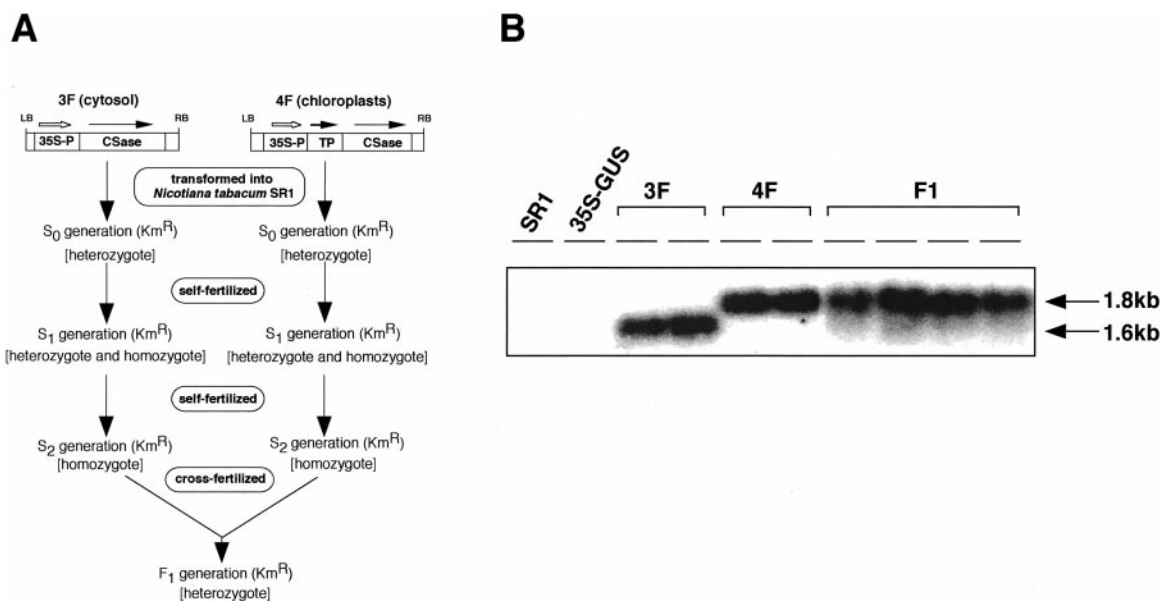 A
3F (cytosol)
LB
RB
35S-P
CSase
4F (chloroplasts)
LB
RB
35S-P
TP
CSase
transformed into
Nicotiana tabacum SR1
S0 generation (KmR)
[heterozygote]
S0 generation (KmR)
[heterozygote]
self-fertilized
S1 generation (KmR)
[heterozygote and homozygote]
S1 generation (KmR)
[heterozygote and homozygote]
self-fertilized
S2 generation (KmR)
[homozygote]
S2 generation (KmR)
[homozygote]
cross-fertilized
F1 generation (KmR)
[heterozygote]
B
SR1
35S-GUS
3F
4F
F1
1.8kb
1.6kb